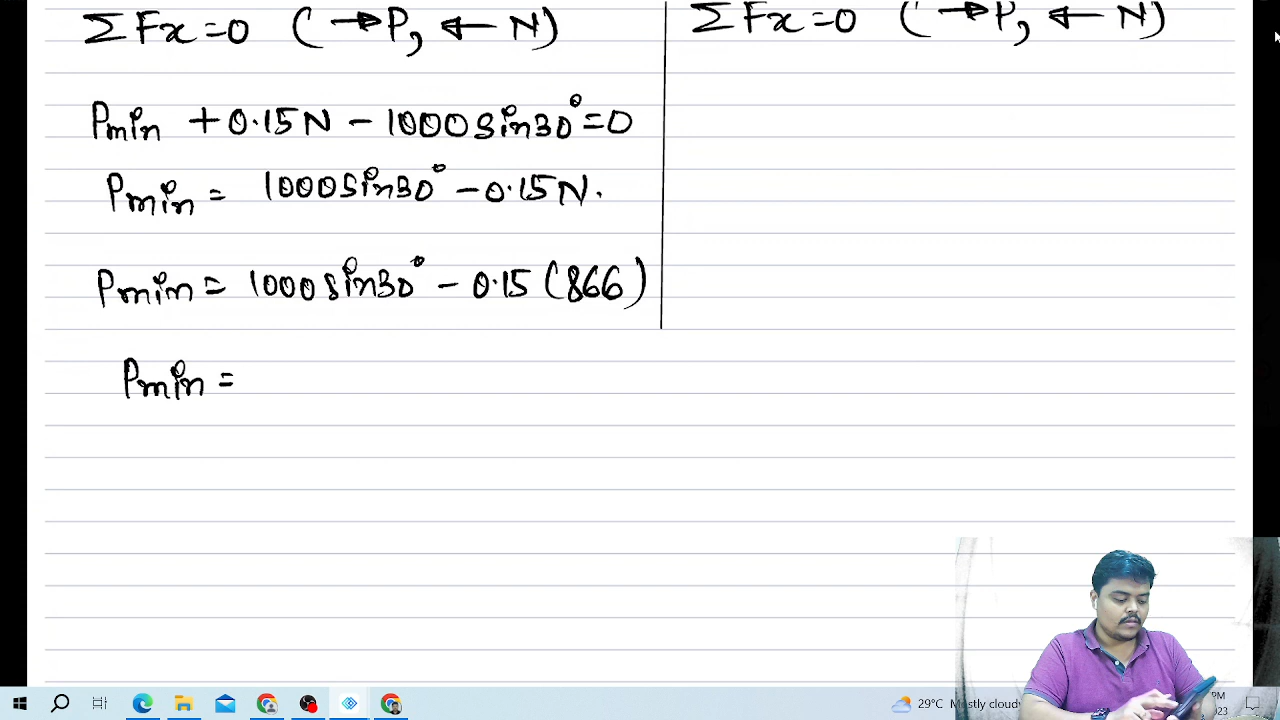 ΣFx=0 (→P, ← N)
Pmin +0.15N - 1000sin30°=0
Pmin = 1000sin30° - 0.15N.
Pmin = 1000sin30° - 0.15 (866)
Pmin =
ΣFx=0 (→P, ← N)
29°C Mostly cloudy
PM